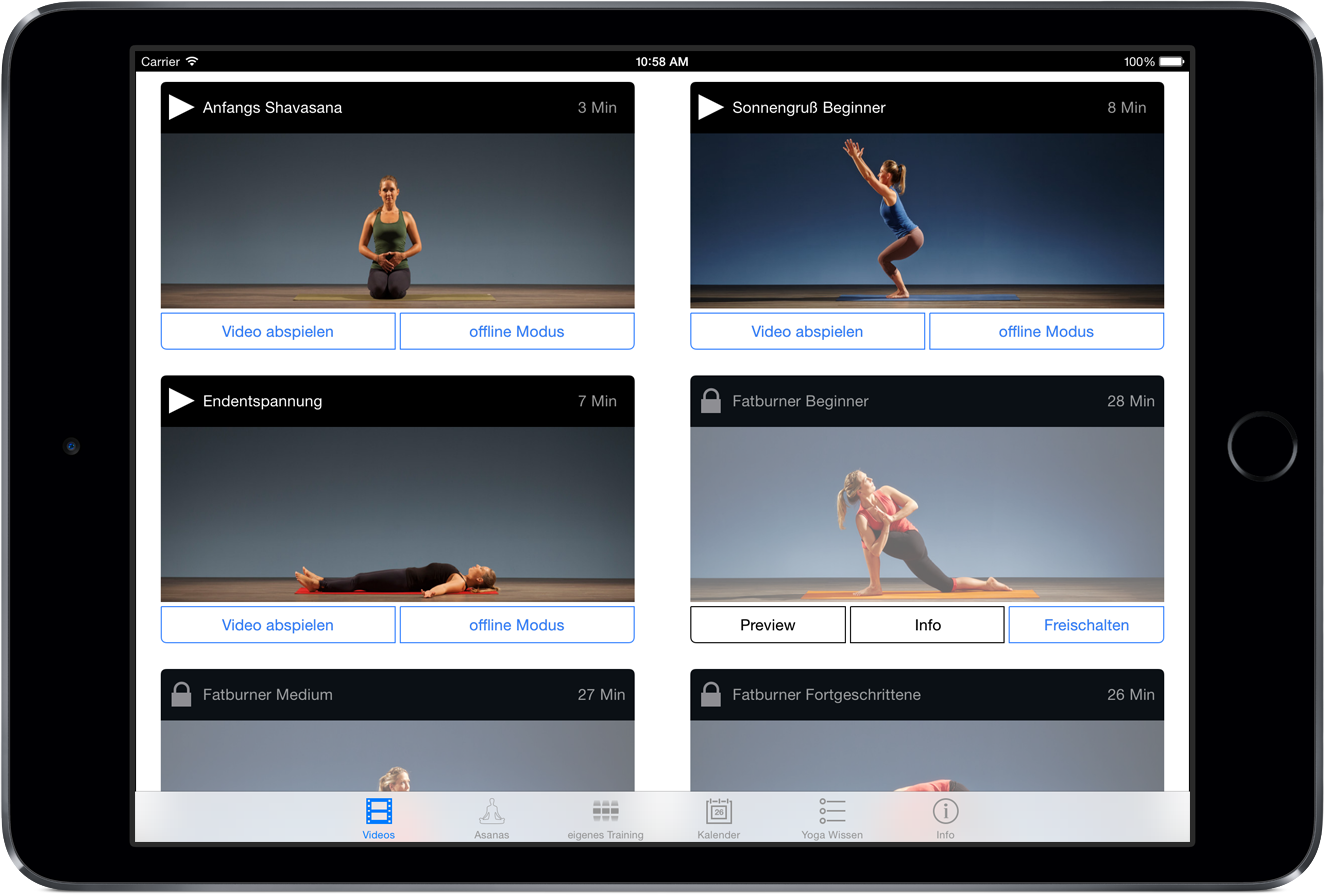 Carrier 10:58 AM 100%
Anfangs Shavasana 3 Min
Sonnengruß Beginner 8 Min
Video abspielen offline Modus
Video abspielen offline Modus
Endentspannung 7 Min
Fatburner Beginner 28 Min
Video abspielen offline Modus
Preview Info Freischalten
Fatburner Medium 27 Min
Fatburner Fortgeschrittene 26 Min
26
Videos Asanas eigenes Training Kalender Yoga Wissen Info